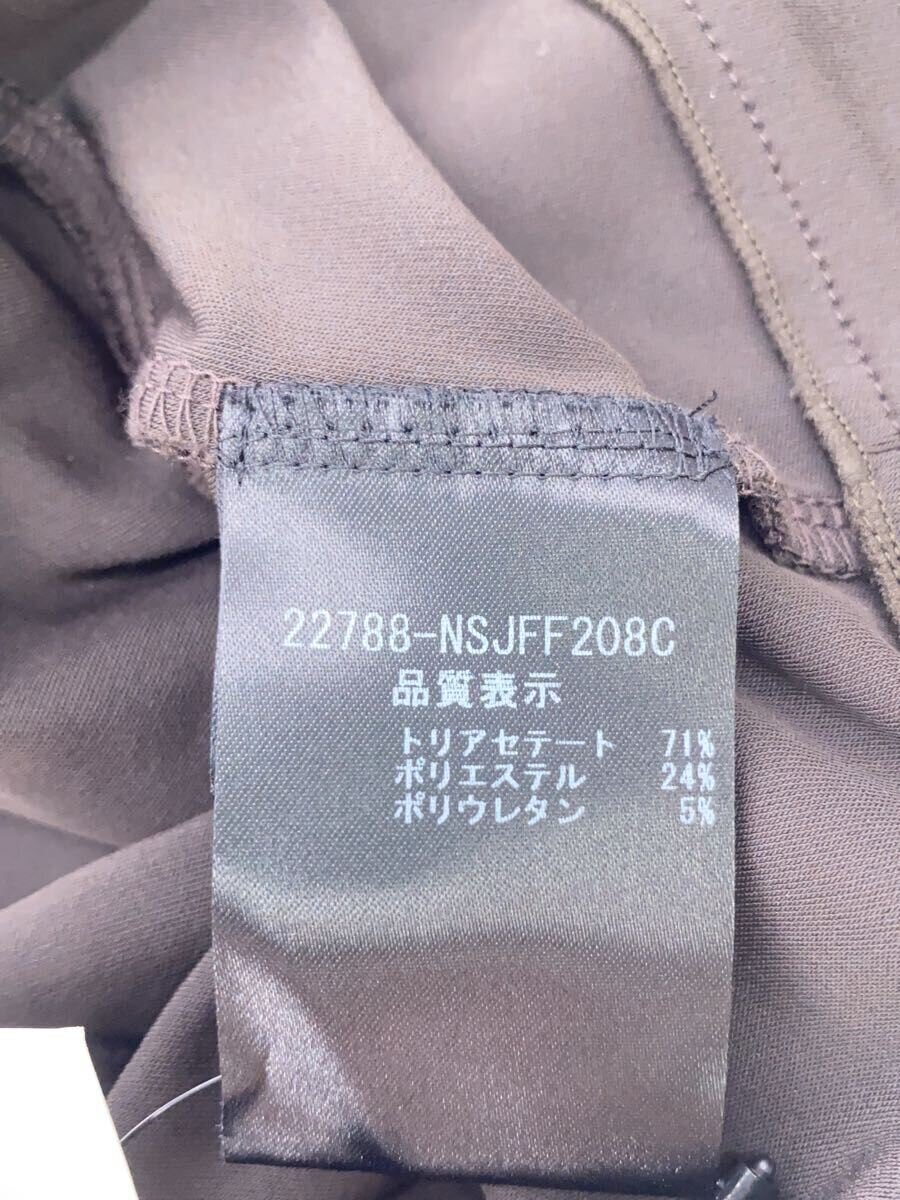 22788-NSJFF208C
品質表示
トリアセテート 71%
ポリエステル 24%
ポリウレタン 5%